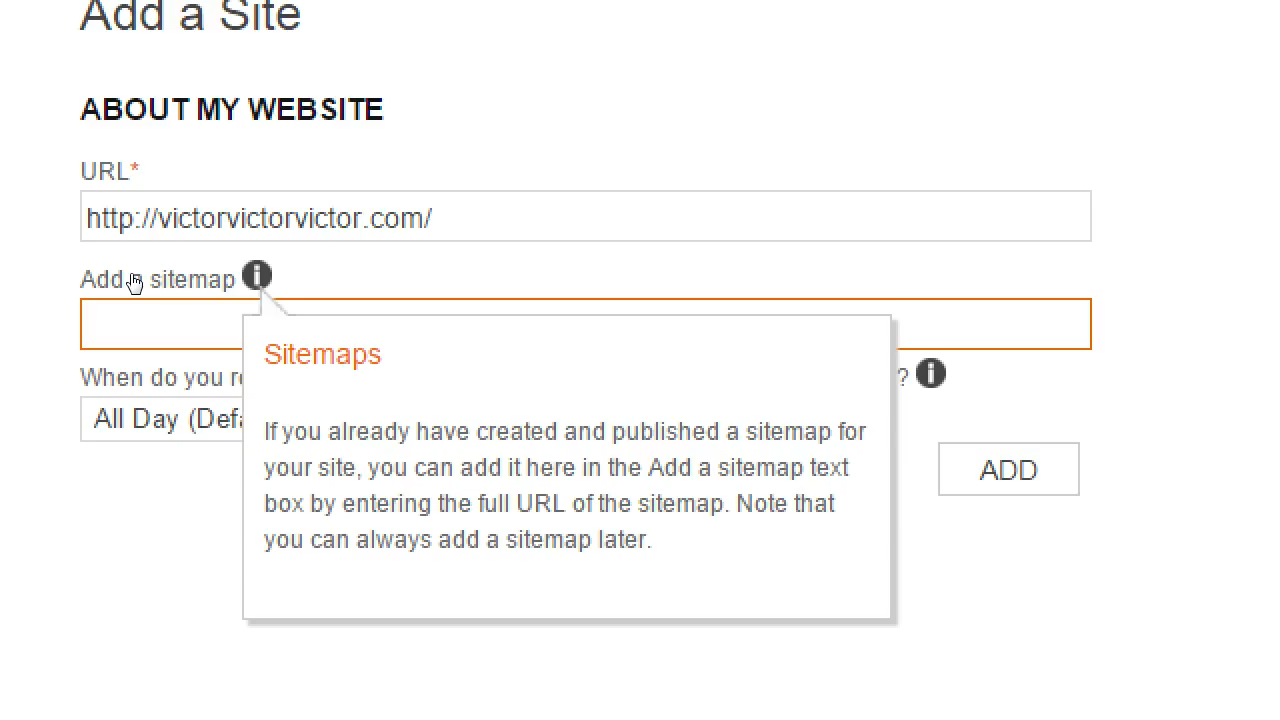 Add a Site
ABOUT MY WEBSITE
URL*
http://victorvictorvictor.com/
Add a sitemap
Sitemaps
When do you ?
All Day
If you already have created and published a sitemap for
your site, you can add it here in the Add a sitemap text
box by entering the full URL of the sitemap. Note that
you can always add a sitemap later.
ADD